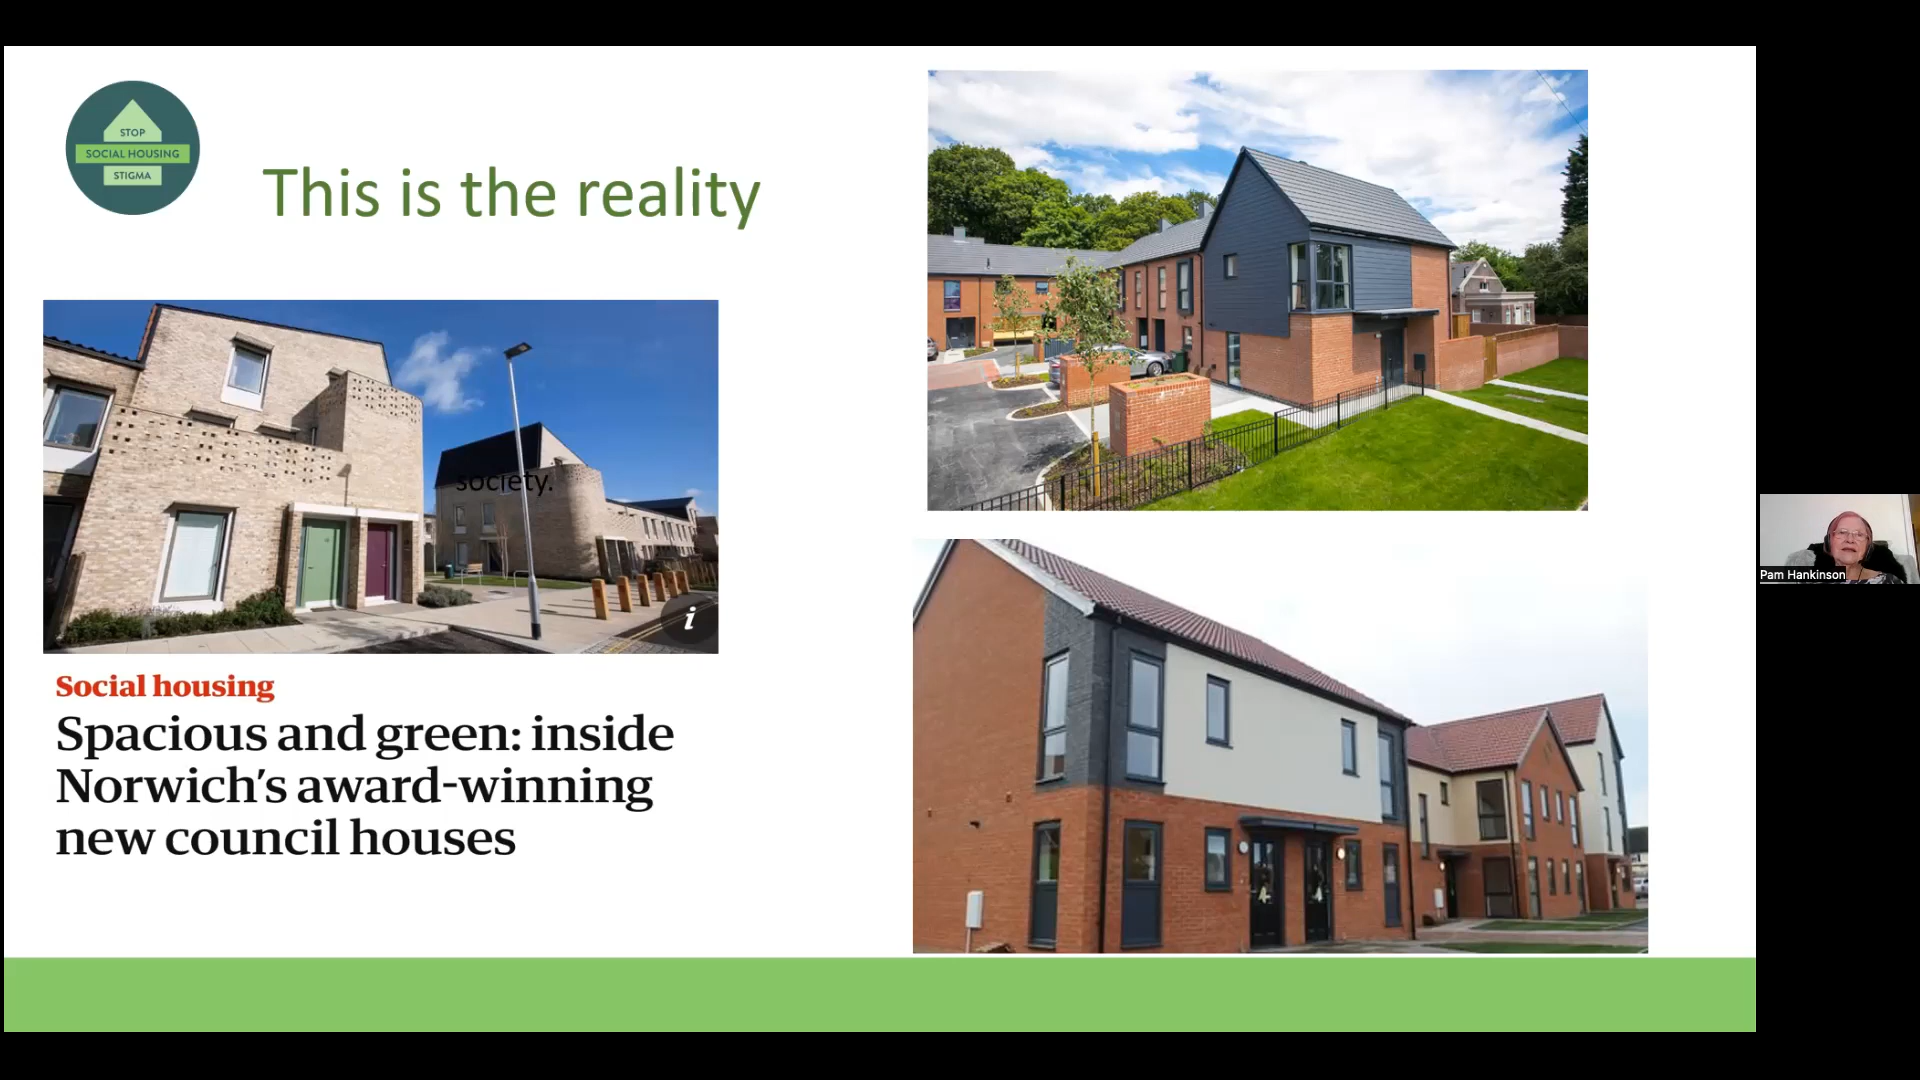 STOP
SOCIAL HOUSING
STIGMA
This is the reality
society.
i
Social housing
Spacious and green: inside
Norwich’s award-winning
new council houses
Pam Hankinson